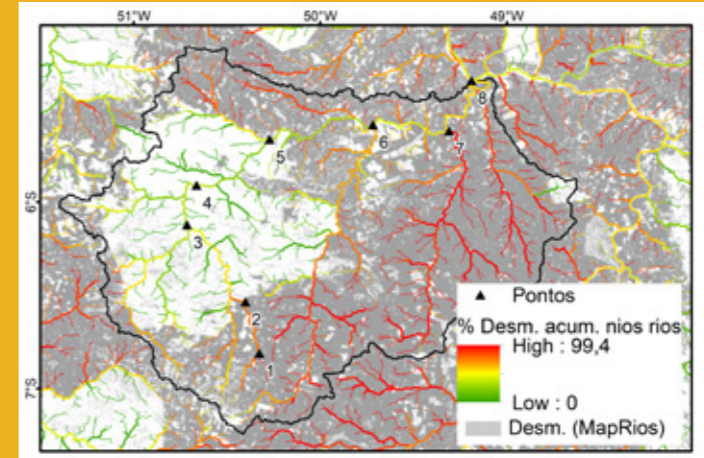 51°W 50°W 49°W
6°S
7°S
8
6
7
5
4
3
2
1
Pontos
% Desm. acum. nios rios
High : 99,4
Low : 0
Desm. (MapRios)